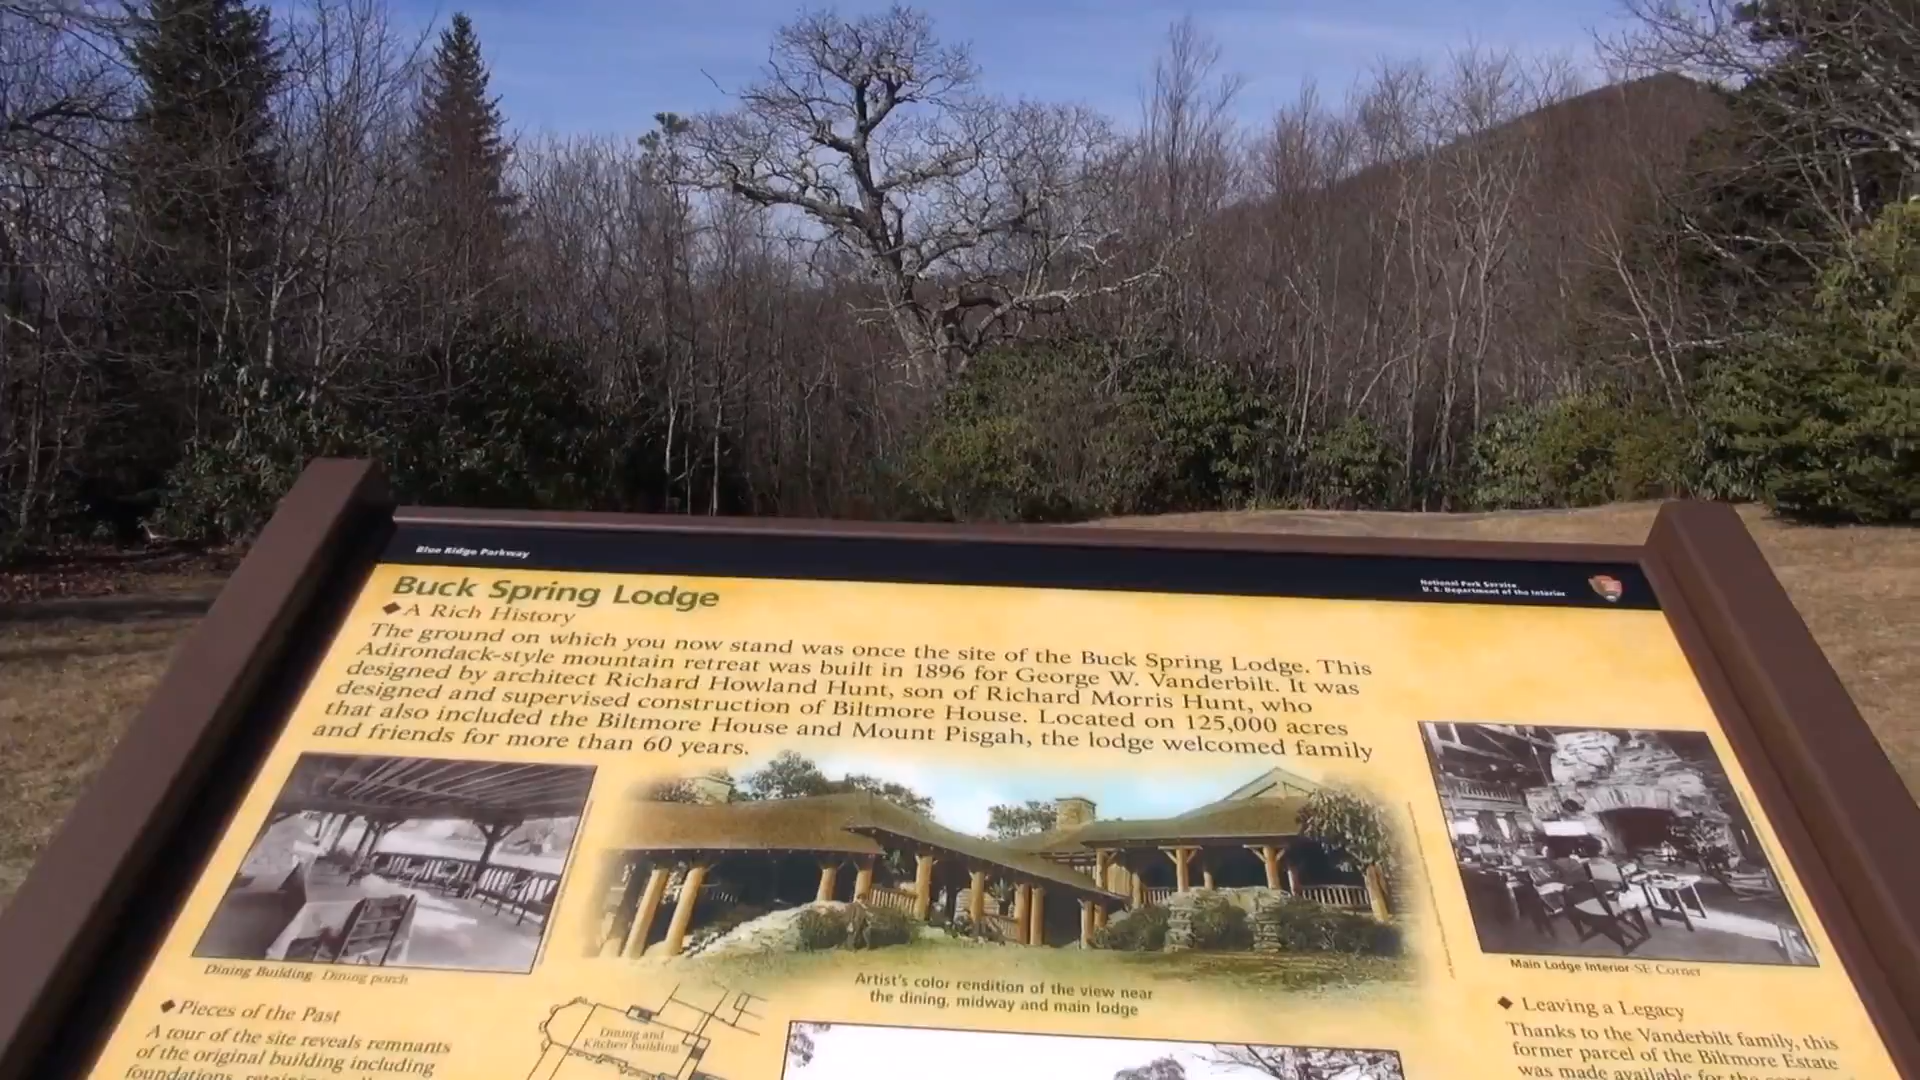 Blue Ridge Parkway
National Park Service
U. S. Department of the Interior
Buck Spring Lodge
◆ A Rich History
The ground on which you now stand was once the site of the Buck Spring Lodge. This
Adirondack-style mountain retreat was built in 1896 for George W. Vanderbilt. It was
designed by architect Richard Howland Hunt, son of Richard Morris Hunt, who
designed and supervised construction of Biltmore House. Located on 125,000 acres
that also included the Biltmore House and Mount Pisgah, the lodge welcomed family
and friends for more than 60 years.
Dining Building Dining porch
Artist's color rendition of the view near
the dining, midway and main lodge
Main Lodge Interior-SE Corner
◆ Pieces of the Past
A tour of the site reveals remnants
of the original building including
foundations,
Dining and
Kitchen building
◆ Leaving a Legacy
Thanks to the Vanderbilt family, this
former parcel of the Biltmore Estate
was made available for the